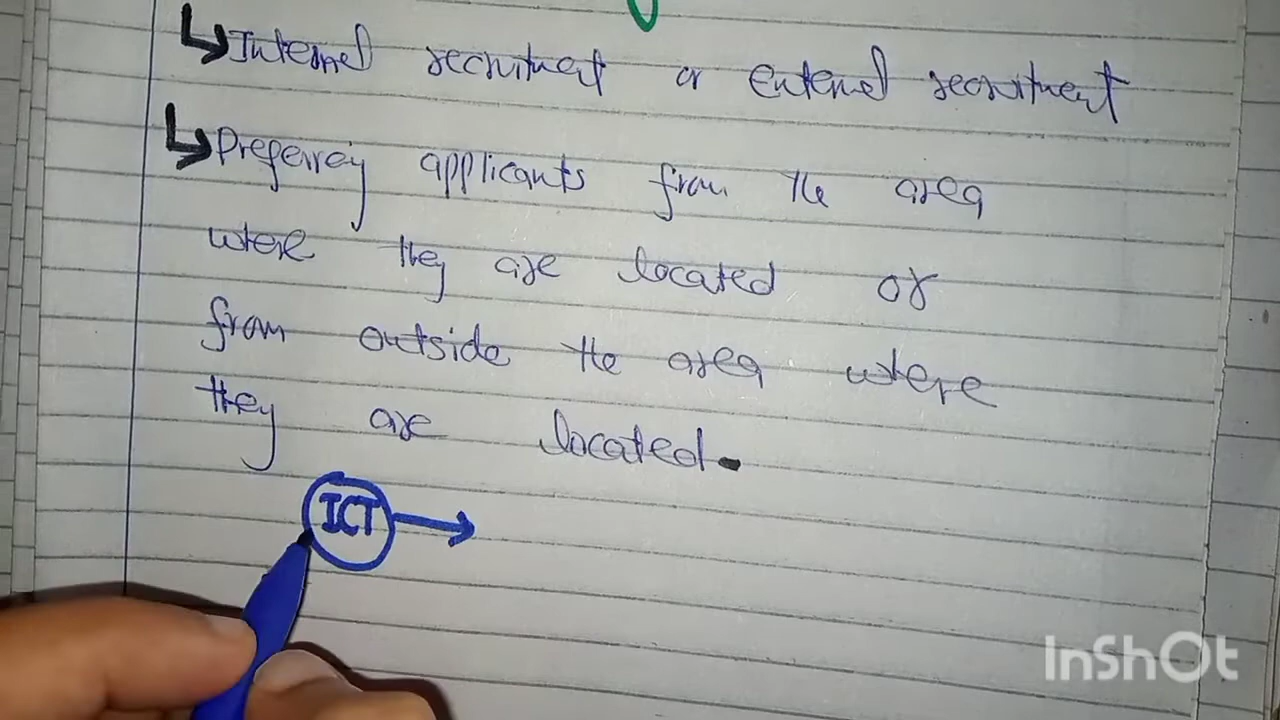 Internal recruitment or external recruitment
Preferring applicants from the area
where they are located or
from outside the area where
they are located.
ICT
InShOt